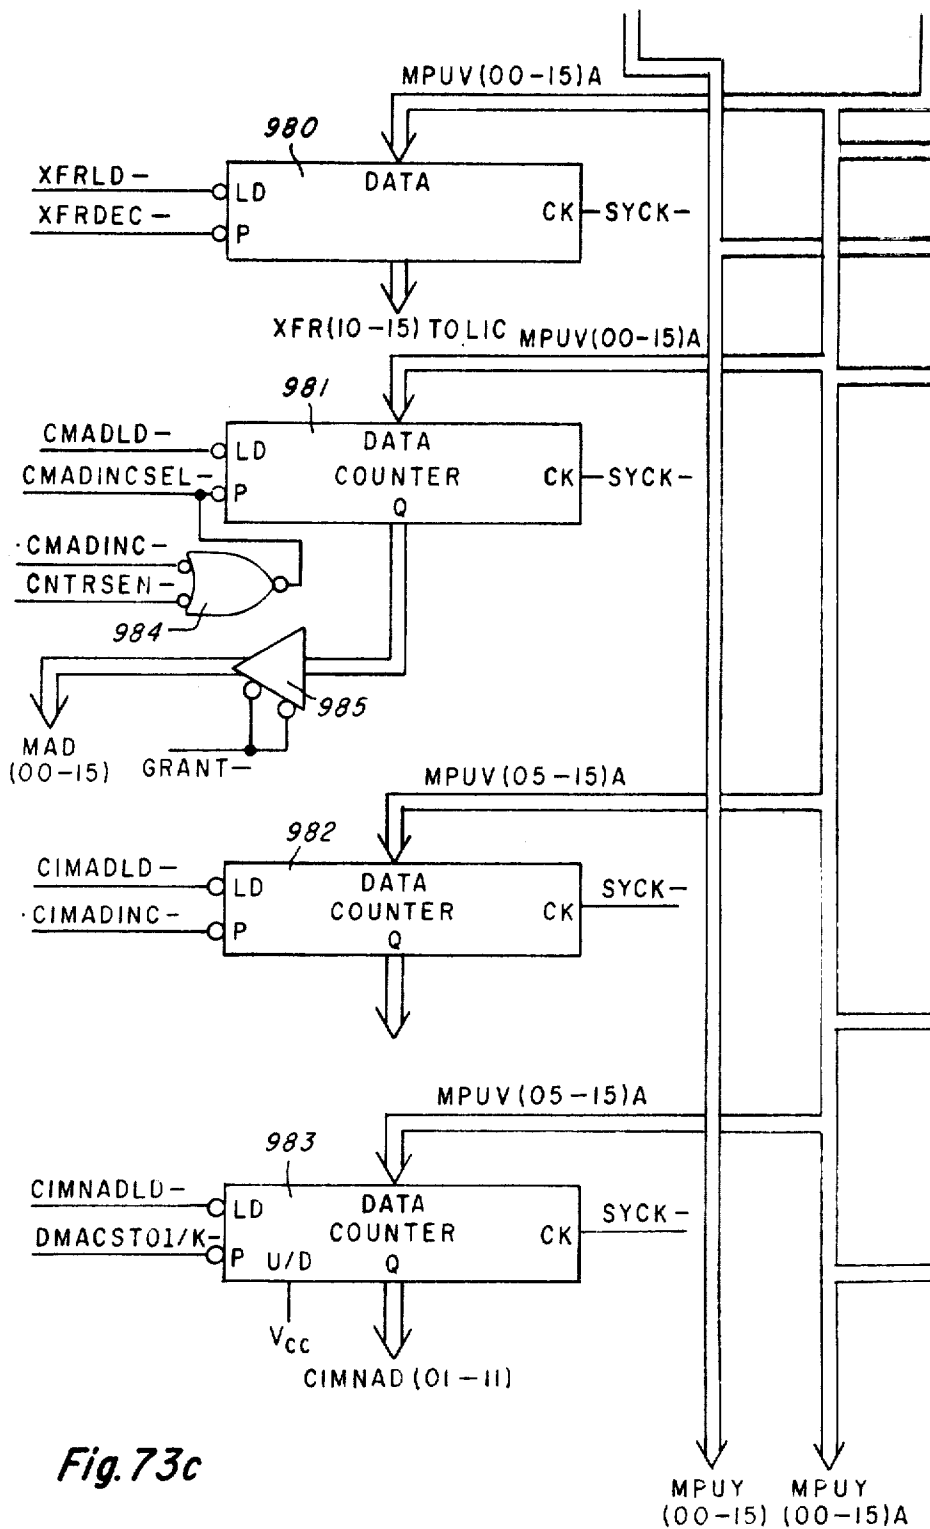 MPUV(00-15)A
980
XFRLD-
LD
DATA
XFRDEC-
P
CK
SYCK-
XFR(10-15) TO LIC
MPUV(00-15)A
981
CMADLD-
LD
DATA
CMADINCSEL-
P
COUNTER
CK
SYCK-
Q
CMADINC-
CNTRSEN-
984
985
MAD
(00-15)
GRANT-
MPUV(05-15)A
982
CIMADLD-
LD
DATA
SYCK-
CIMADINC-
P
COUNTER
CK
Q
MPUV(05-15)A
983
CIMNADLD-
LD
DATA
SYCK-
DMACST01/K-
P
COUNTER
CK
U/D
Q
VCC
CIMNAD(01-11)
Fig. 73c
MPUY
(00-15)
MPUY
(00-15)A